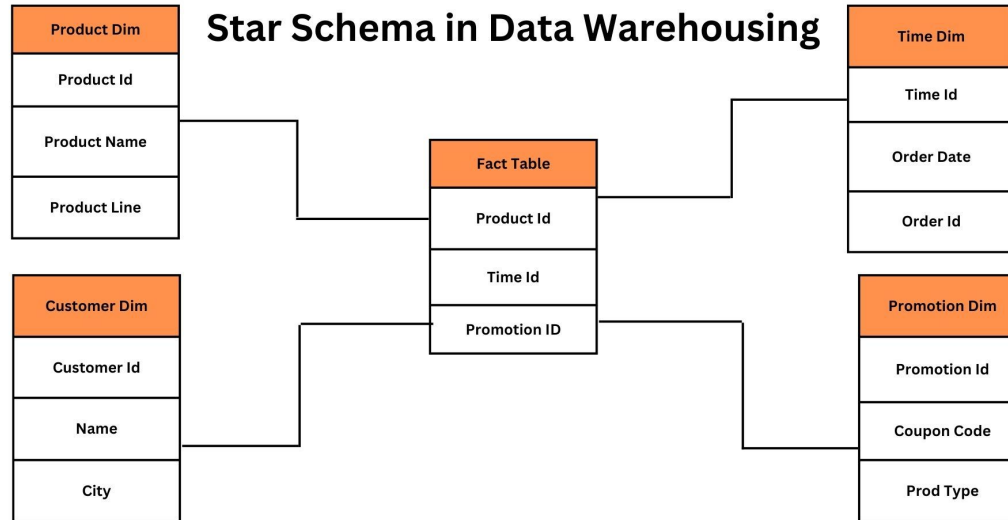 Star Schema in Data Warehousing
Product Dim
Product Id
Product Name
Product Line
Customer Dim
Customer Id
Name
City
Fact Table
Product Id
Time Id
Promotion ID
Time Dim
Time Id
Order Date
Order Id
Promotion Dim
Promotion Id
Coupon Code
Prod Type